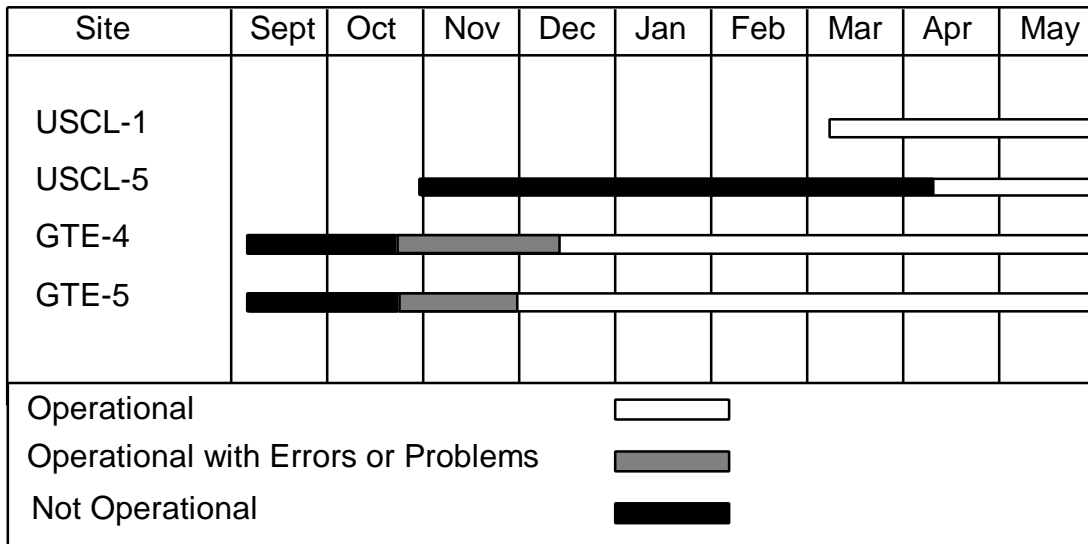 Site Sept Oct Nov Dec Jan Feb Mar Apr May
USCL-1
USCL-5
GTE-4
GTE-5
Operational
Operational with Errors or Problems
Not Operational